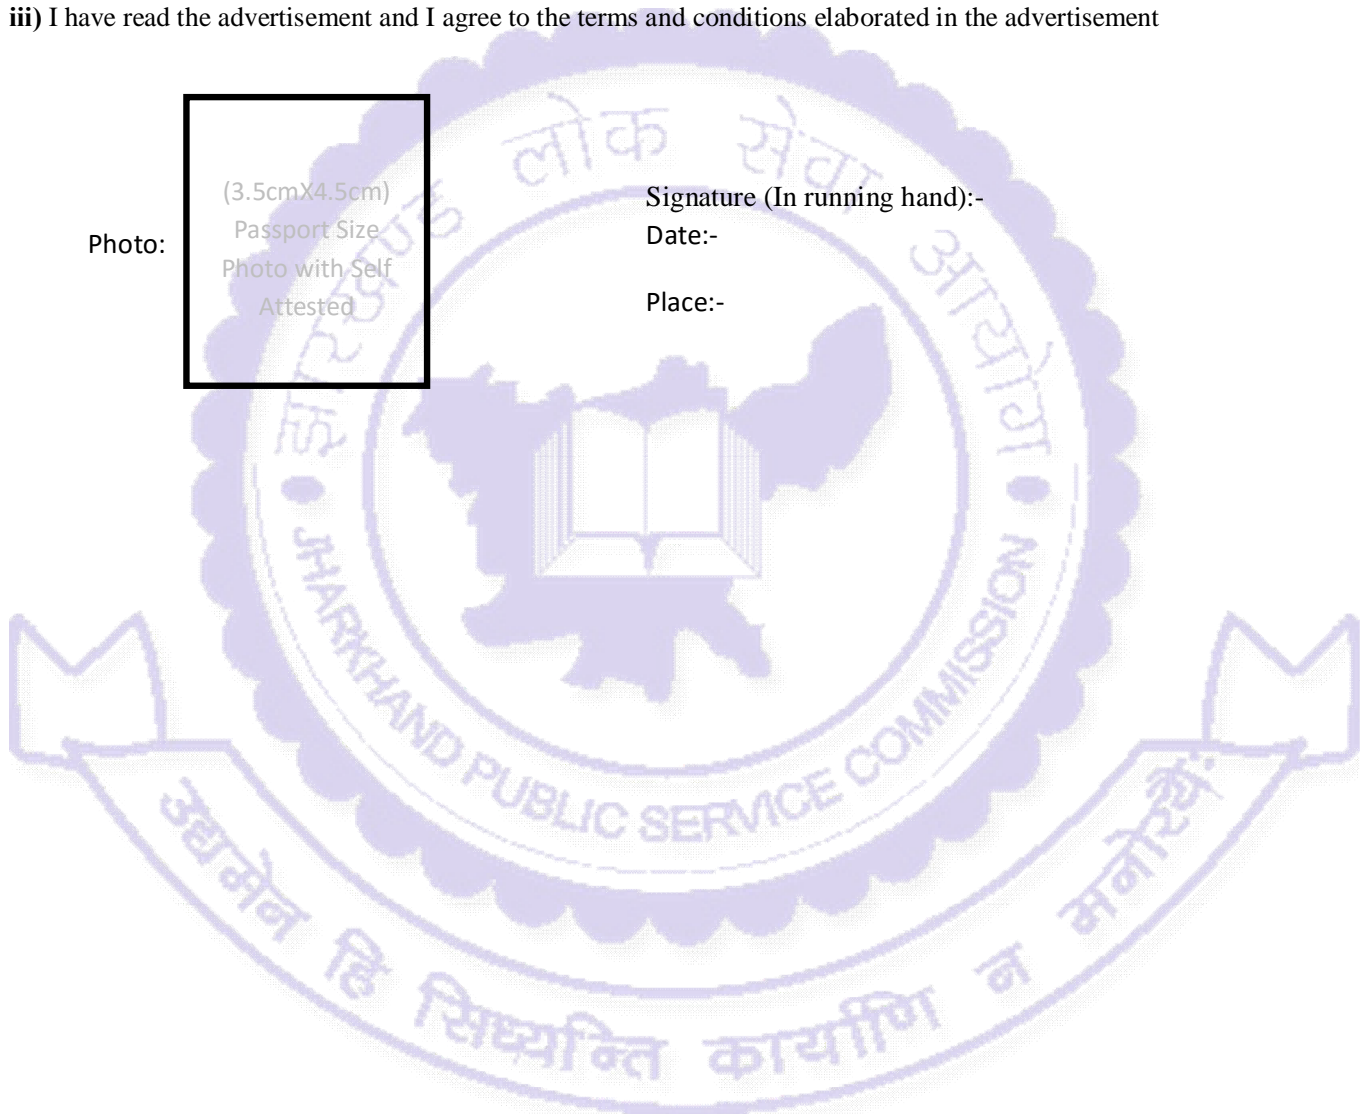 iii) I have read the advertisement and I agree to the terms and conditions elaborated in the advertisement
Photo:
(3.5cmX4.5cm)
Passport Size
Photo with Self
Attested
Signature (In running hand):-
Date:-
Place:-
झारखण्ड लोक सेवा आयोग
JHARKHAND PUBLIC SERVICE COMMISSION
उद्यमेन हि सिध्यन्ति कार्याणि न मनोरथैः